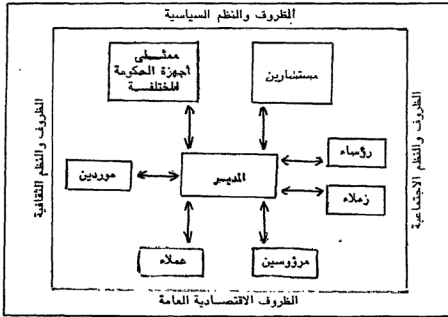 الظروف والنظم السياسية
ممثلى
أجهزة الحكومة
المختلفة
مستشارين
الظروف والنظم الثقافية
الظروف والنظم الاجتماعية
رؤساء
موردين
المدير
زملاء
عملاء
مرؤوسين
الظروف الاقتصادية العامة